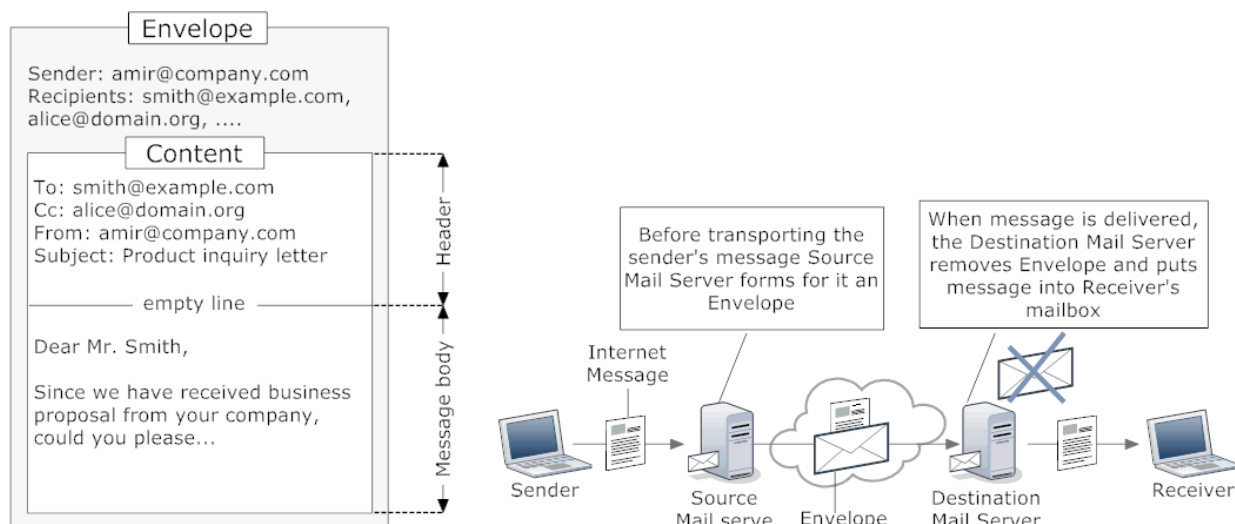 Envelope
Sender: amir@company.com
Recipients: smith@example.com,
alice@domain.org, ....
Content
To: smith@example.com
Cc: alice@domain.org
From: amir@company.com
Subject: Product inquiry letter
empty line
Dear Mr. Smith,
Since we have received business
proposal from your company,
could you please...
Header
Message body
Before transporting the
sender's message Source
Mail Server forms for it an
Envelope
When message is delivered,
the Destination Mail Server
removes Envelope and puts
message into Receiver's
mailbox
Internet
Message
Sender
Source
Mail serve
Envelope
Destination
Mail Server
Receiver